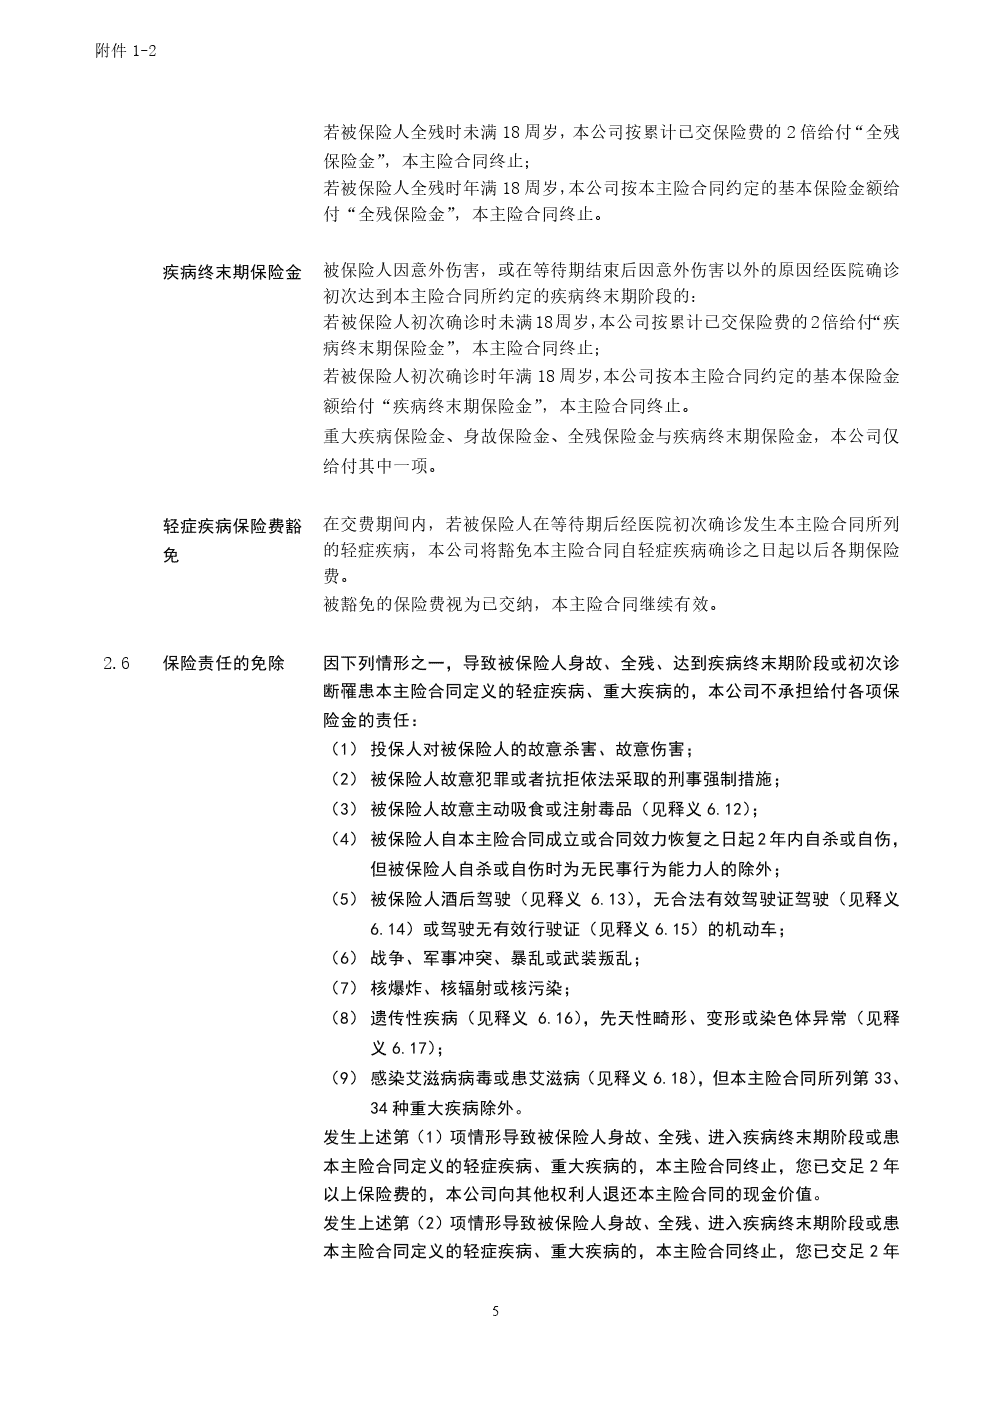 附件 1-2
若被保险人全残时未满 18 周岁，本公司按累计已交保险费的 2 倍给付“全残
保险金”，本主险合同终止；
若被保险人全残时年满 18 周岁，本公司按本主险合同约定的基本保险金额给
付“全残保险金”，本主险合同终止。
疾病终末期保险金 被保险人因意外伤害，或在等待期结束后因意外伤害以外的原因经医院确诊
初次达到本主险合同所约定的疾病终末期阶段的：
若被保险人初次确诊时未满18周岁，本公司按累计已交保险费的2倍给付“疾
病终末期保险金”，本主险合同终止；
若被保险人初次确诊时年满 18 周岁，本公司按本主险合同约定的基本保险金
额给付“疾病终末期保险金”，本主险合同终止。
重大疾病保险金、身故保险金、全残保险金与疾病终末期保险金，本公司仅
给付其中一项。
轻症疾病保险费豁 在交费期间内，若被保险人在等待期后经医院初次确诊发生本主险合同所列
免 的轻症疾病，本公司将豁免本主险合同自轻症疾病确诊之日起以后各期保险
费。
被豁免的保险费视为已交纳，本主险合同继续有效。
2.6 保险责任的免除 因下列情形之一，导致被保险人身故、全残、达到疾病终末期阶段或初次诊
断罹患本主险合同定义的轻症疾病、重大疾病的，本公司不承担给付各项保
险金的责任：
（1） 投保人对被保险人的故意杀害、故意伤害；
（2） 被保险人故意犯罪或者抗拒依法采取的刑事强制措施；
（3） 被保险人故意主动吸食或注射毒品（见释义 6.12）；
（4） 被保险人自本主险合同成立或合同效力恢复之日起 2 年内自杀或自伤，
但被保险人自杀或自伤时为无民事行为能力人的除外；
（5） 被保险人酒后驾驶（见释义 6.13），无合法有效驾驶证驾驶（见释义
6.14）或驾驶无有效行驶证（见释义 6.15）的机动车；
（6） 战争、军事冲突、暴乱或武装叛乱；
（7） 核爆炸、核辐射或核污染；
（8） 遗传性疾病（见释义 6.16），先天性畸形、变形或染色体异常（见释
义 6.17）；
（9） 感染艾滋病病毒或患艾滋病（见释义 6.18），但本主险合同所列第 33、
34 种重大疾病除外。
发生上述第（1）项情形导致被保险人身故、全残、进入疾病终末期阶段或患
本主险合同定义的轻症疾病、重大疾病的，本主险合同终止，您已交足 2 年
以上保险费的，本公司向其他权利人退还本主险合同的现金价值。
发生上述第（2）项情形导致被保险人身故、全残、进入疾病终末期阶段或患
本主险合同定义的轻症疾病、重大疾病的，本主险合同终止，您已交足 2 年
5